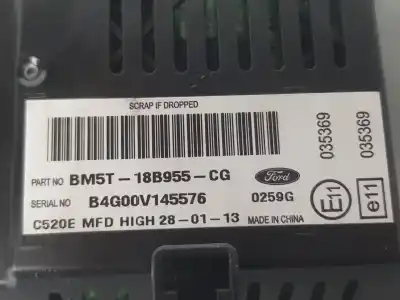 SCRAP IF DROPPED
PART NO BM5T-18B955-CG Ford
SERIAL NO B4G00V145576 0259G
C520E MFD HIGH 28-01-13 MADE IN CHINA
035369
E11
035369
e11